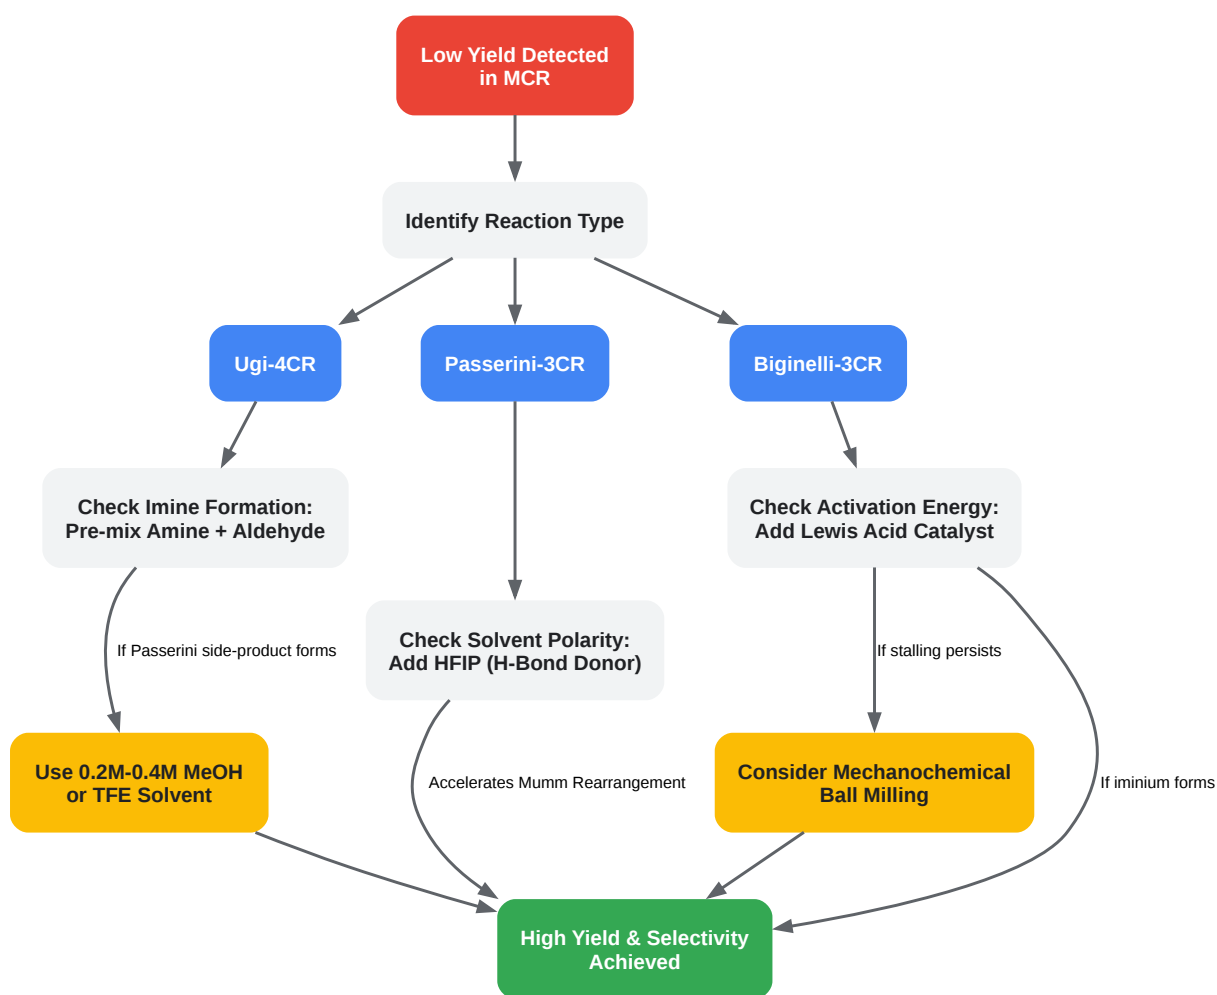 Low Yield Detected
in MCR
Identify Reaction Type
Ugi-4CR
Passerini-3CR
Biginelli-3CR
Check Imine Formation:
Pre-mix Amine + Aldehyde
Check Activation Energy:
Add Lewis Acid Catalyst
Check Solvent Polarity:
Add HFIP (H-Bond Donor)
If Passerini side-product forms
If stalling persists
Use 0.2M-0.4M MeOH
or TFE Solvent
Accelerates Mumm Rearrangement
Consider Mechanochemical
Ball Milling
If iminium forms
High Yield & Selectivity
Achieved